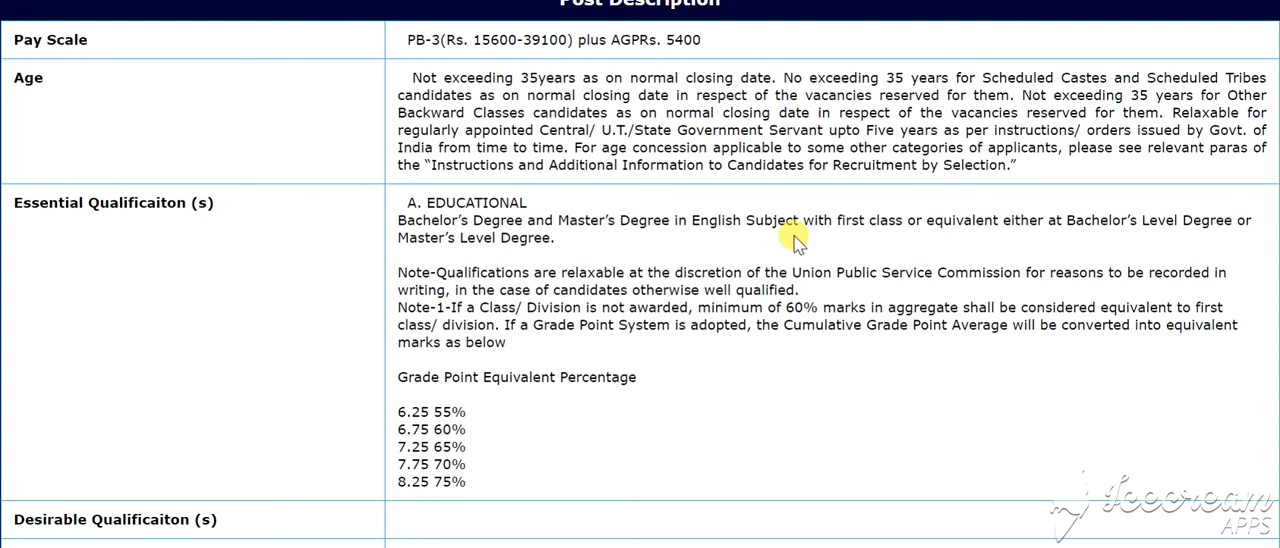 Post Description
Pay Scale
PB-3(Rs. 15600-39100) plus AGPRs. 5400
Age
Not exceeding 35years as on normal closing date. No exceeding 35 years for Scheduled Castes and Scheduled Tribes
candidates as on normal closing date in respect of the vacancies reserved for them. Not exceeding 35 years for Other
Backward Classes candidates as on normal closing date in respect of the vacancies reserved for them. Relaxable for
regularly appointed Central/ U.T./State Government Servant upto Five years as per instructions/ orders issued by Govt. of
India from time to time. For age concession applicable to some other categories of applicants, please see relevant paras of
the “Instructions and Additional Information to Candidates for Recruitment by Selection.”
Essential Qualificaiton (s)
A. EDUCATIONAL
Bachelor’s Degree and Master’s Degree in English Subject with first class or equivalent either at Bachelor’s Level Degree or
Master’s Level Degree.
Note-Qualifications are relaxable at the discretion of the Union Public Service Commission for reasons to be recorded in
writing, in the case of candidates otherwise well qualified.
Note-1-If a Class/ Division is not awarded, minimum of 60% marks in aggregate shall be considered equivalent to first
class/ division. If a Grade Point System is adopted, the Cumulative Grade Point Average will be converted into equivalent
marks as below
Grade Point Equivalent Percentage
6.25 55%
6.75 60%
7.25 65%
7.75 70%
8.25 75%
Desirable Qualificaiton (s)
Icecream
APPS